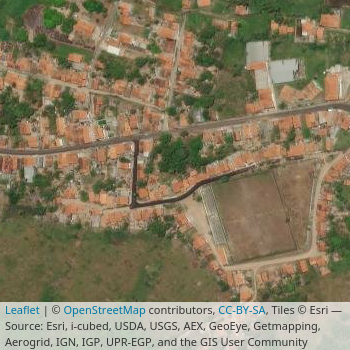 Leaflet | © OpenStreetMap contributors, CC-BY-SA, Tiles © Esri —
Source: Esri, i-cubed, USDA, USGS, AEX, GeoEye, Getmapping,
Aerogrid, IGN, IGP, UPR-EGP, and the GIS User Community